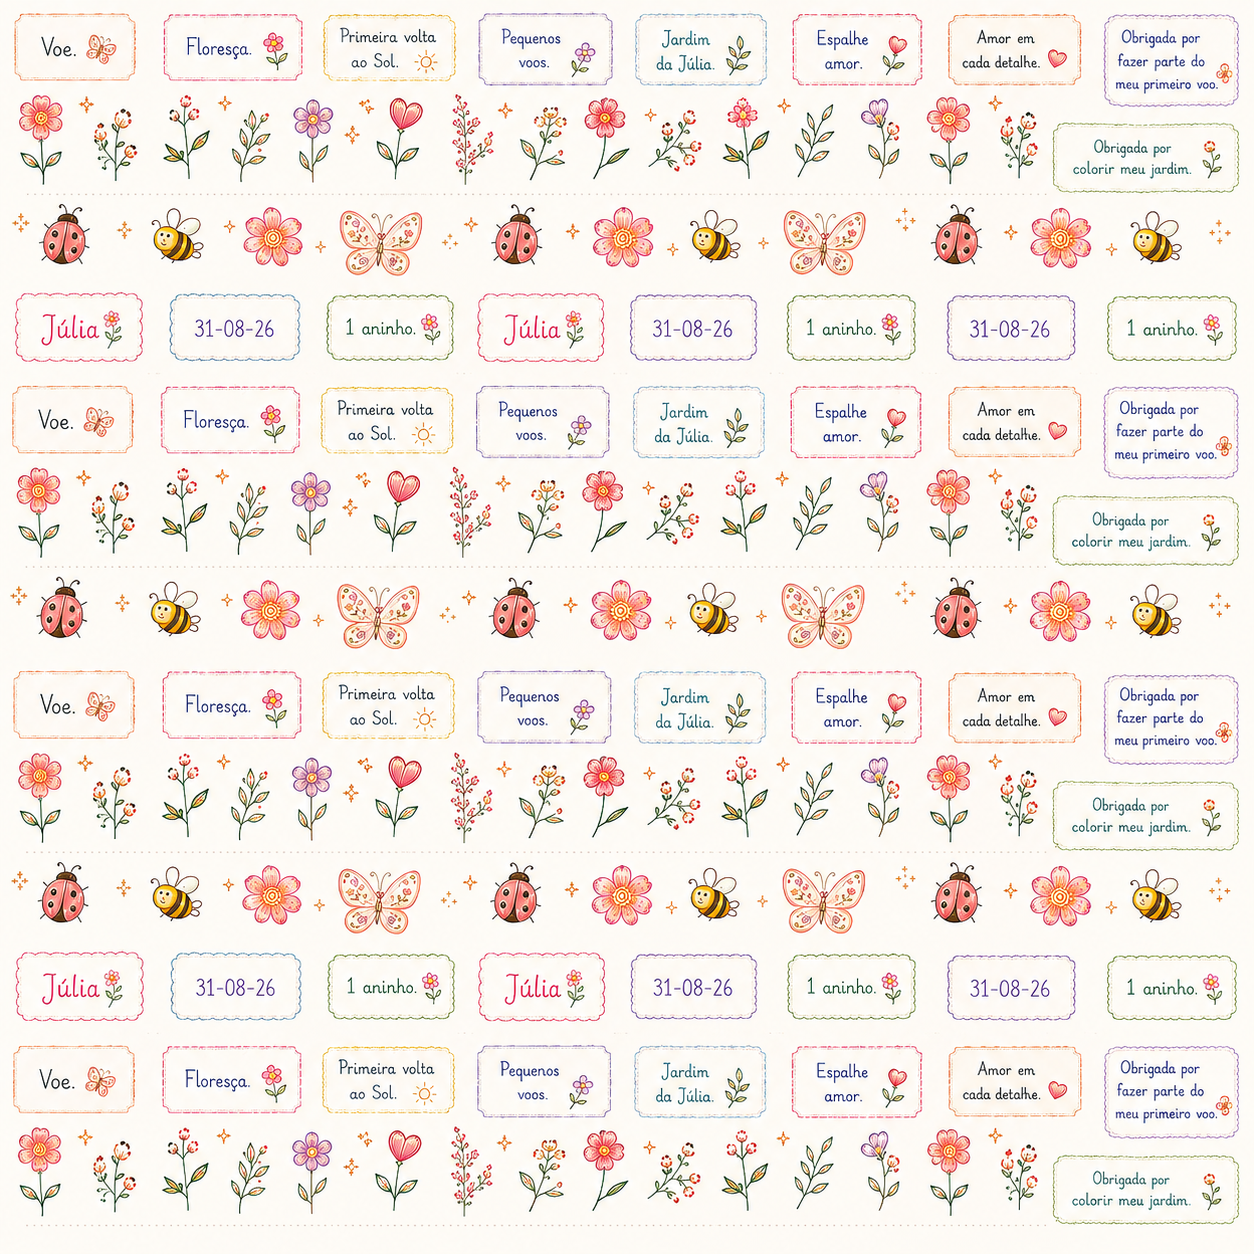 Voe.
Floresça.
Primeira volta
ao Sol.
Pequenos
voos.
Jardim
da Júlia.
Espalhe
amor.
Amor em
cada detalhe.
Obrigada por
fazer parte do
meu primeiro voo.
Obrigada por
colorir meu jardim.
Júlia
31-08-26
1 aninho.
Júlia
31-08-26
1 aninho.
31-08-26
1 aninho.
Voe.
Floresça.
Primeira volta
ao Sol.
Pequenos
voos.
Jardim
da Júlia.
Espalhe
amor.
Amor em
cada detalhe.
Obrigada por
fazer parte do
meu primeiro voo.
Obrigada por
colorir meu jardim.
Voe.
Floresça.
Primeira volta
ao Sol.
Pequenos
voos.
Jardim
da Júlia.
Espalhe
amor.
Amor em
cada detalhe.
Obrigada por
fazer parte do
meu primeiro voo.
Obrigada por
colorir meu jardim.
Júlia
31-08-26
1 aninho.
Júlia
31-08-26
1 aninho.
31-08-26
1 aninho.
Voe.
Floresça.
Primeira volta
ao Sol.
Pequenos
voos.
Jardim
da Júlia.
Espalhe
amor.
Amor em
cada detalhe.
Obrigada por
fazer parte do
meu primeiro voo.
Obrigada por
colorir meu jardim.